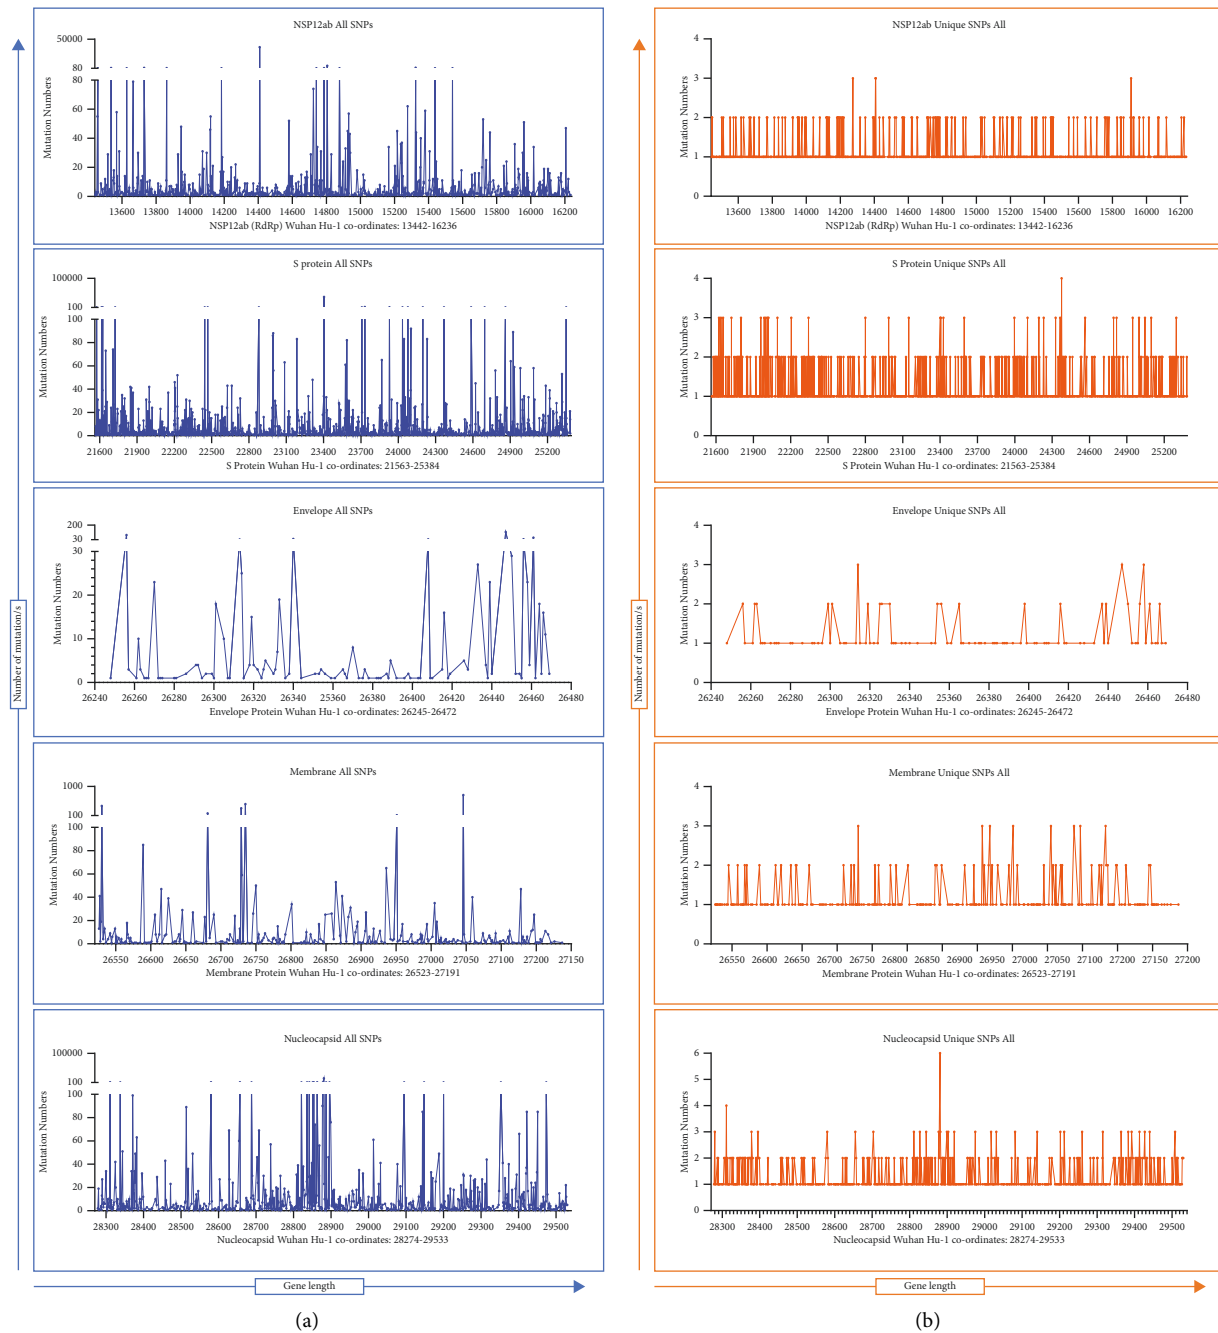 NSP12ab All SNPs
50000
80
80
60
40
20
0
Mutation Numbers
13600 13800 14000 14200 14400 14600 14800 15000 15200 15400 15600 15800 16000 16200
NSP12ab (RdRp) Wuhan Hu-1 co-ordinates: 13442-16236
S protein All SNPs
100000
100
100
80
60
40
20
0
Mutation Numbers
21600 21900 22200 22500 22800 23100 23400 23700 24000 24300 24600 24900 25200
S Protein Wuhan Hu-1 co-ordinates: 21563-25384
Envelope All SNPs
200
30
30
20
10
0
Mutation Numbers
26240 26260 26280 26300 26320 26340 25360 26380 26400 26420 26440 26460 26480
Envelope Protein Wuhan Hu-1 co-ordinates: 26245-26472
Membrane All SNPs
1000
100
100
80
60
40
20
0
Mutation Numbers
26550 26600 26650 26700 26750 26800 26850 26900 26950 27000 27050 27100 27200 27150
Membrane Protein Wuhan Hu-1 co-ordinates: 26523-27191
Nucleocapsid All SNPs
100000
100
100
80
60
40
20
0
Mutation Numbers
28300 28400 28500 28600 28700 28800 28900 29000 29100 29200 29300 29400 29500
Nucleocapsid Wuhan Hu-1 co-ordinates: 28274-29533
Number of mutation/s
Gene length
(a)
NSP12ab Unique SNPs All
4
3
2
1
0
Mutation Numbers
13600 13800 14000 14200 14400 14600 14800 15000 15200 15400 15600 15800 16000 16200
NSP12ab (RdRp) Wuhan Hu-1 co-ordinates: 13442-16236
S Protein Unique SNPs All
4
3
2
1
0
Mutation Numbers
21600 21900 22200 22500 22800 23100 23400 23700 24000 24300 24600 24900 25200
S Protein Wuhan Hu-1 co-ordinates: 21563-25384
Envelope Unique SNPs All
4
3
2
1
0
Mutation Numbers
26240 26260 26280 26300 26320 26340 25360 26380 26400 26420 26440 26460 26480
Envelope Protein Wuhan Hu-1 co-ordinates: 26245-26472
Membrane Unique SNPs All
4
3
2
1
0
Mutation Numbers
26550 26600 26650 26700 26750 26800 26850 26900 26950 27000 27050 27100 27200 27150 27200
Membrane Protein Wuhan Hu-1 co-ordinates: 26523-27191
Nucleocapsid Unique SNPs All
6
5
4
3
2
1
0
Mutation Numbers
28300 28400 28500 28600 28700 28800 28900 29000 29100 29200 29300 29400 29500
Nucleocapsid Wuhan Hu-1 co-ordinates: 28274-29533
Number of mutation/s
Gene length
(b)